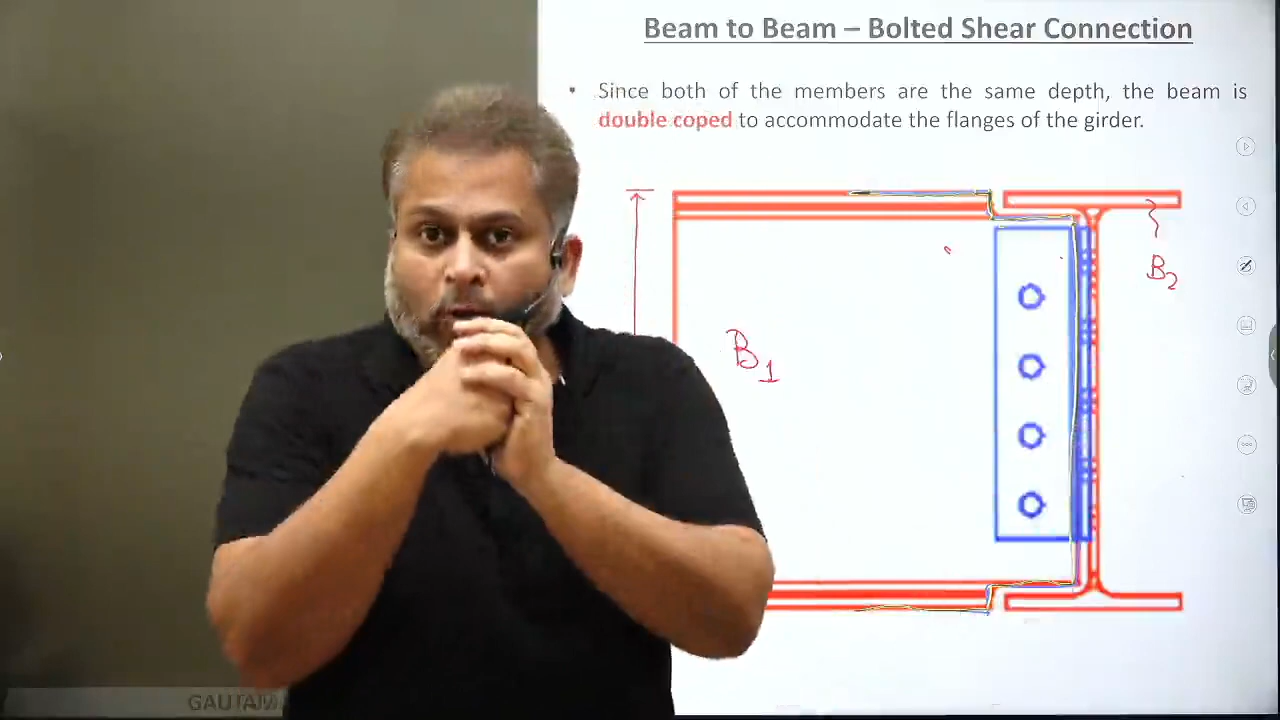 Beam to Beam – Bolted Shear Connection
• Since both of the members are the same depth, the beam is
double coped to accommodate the flanges of the girder.
B2
B1